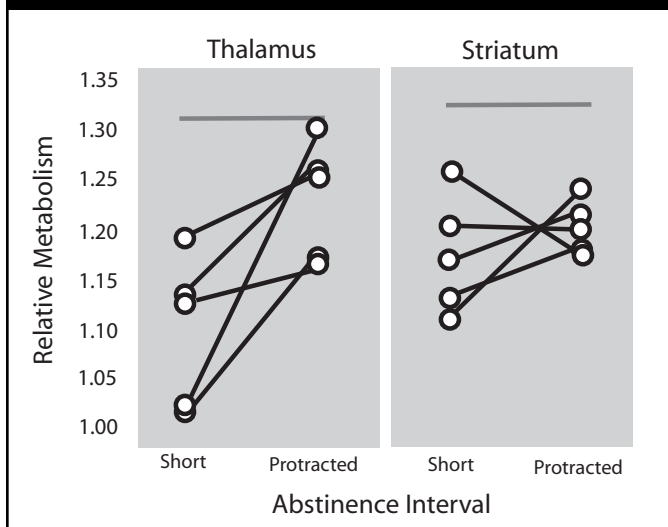 Thalamus
Striatum
Relative Metabolism
1.35
1.30
1.25
1.20
1.15
1.10
1.05
1.00
Short
Protracted
Short
Protracted
Abstinence Interval